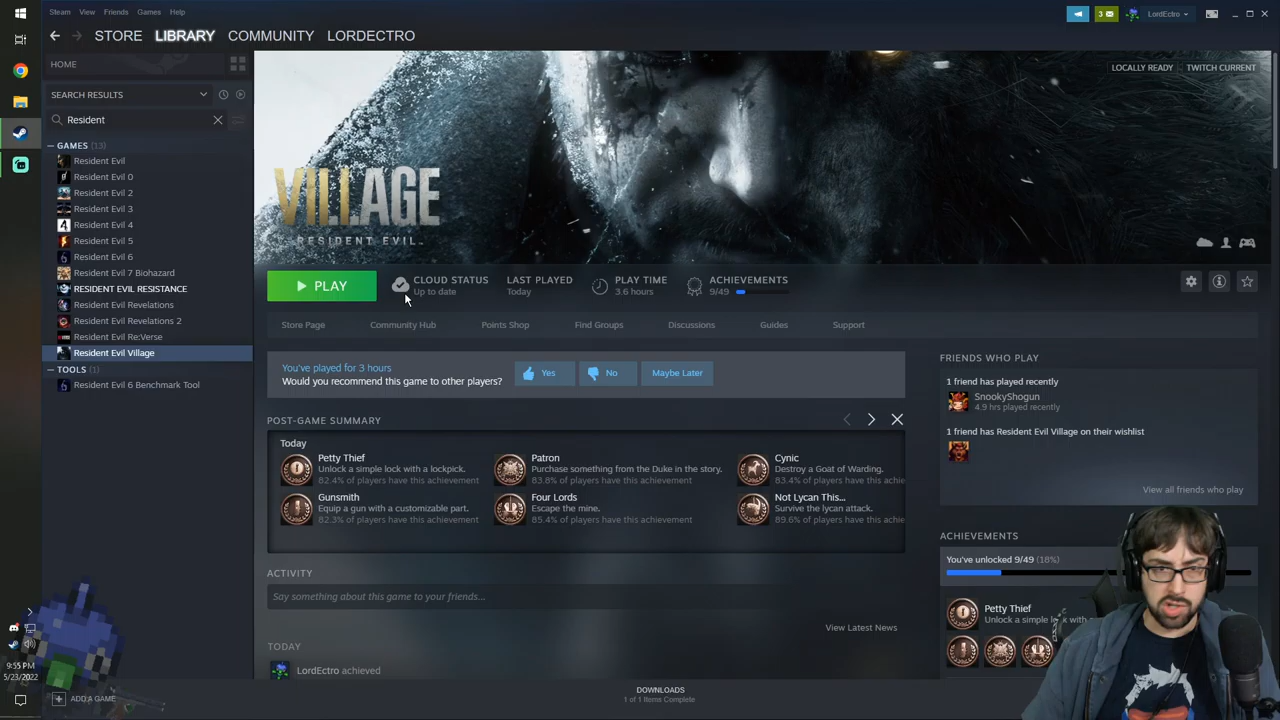 Steam View Friends Games Help
3
LordEctro
STORE LIBRARY COMMUNITY LORDECTRO
HOME
SEARCH RESULTS
Resident
GAMES (13)
Resident Evil
Resident Evil 0
Resident Evil 2
Resident Evil 3
Resident Evil 4
Resident Evil 5
Resident Evil 6
Resident Evil 7 Biohazard
RESIDENT EVIL RESISTANCE
Resident Evil Revelations
Resident Evil Revelations 2
Resident Evil Re:Verse
Resident Evil Village
TOOLS (1)
Resident Evil 6 Benchmark Tool
LOCALLY READY TWITCH CURRENT
VILLAGE
RESIDENT EVIL
PLAY
CLOUD STATUS
Up to date
LAST PLAYED
Today
PLAY TIME
3.6 hours
ACHIEVEMENTS
9/49
Store Page Community Hub Points Shop Find Groups Discussions Guides Support
You've played for 3 hours
Would you recommend this game to other players?
Yes No Maybe Later
POST-GAME SUMMARY
Today
Petty Thief
Unlock a simple lock with a lockpick.
82.4% of players have this achievement
Patron
Purchase something from the Duke in the story.
83.8% of players have this achievement
Cynic
Destroy a Goat of Warding.
83.4% of players have this achie
Gunsmith
Equip a gun with a customizable part.
82.3% of players have this achievement
Four Lords
Escape the mine.
85.4% of players have this achievement
Not Lycan This...
Survive the lycan attack.
89.6% of players have this achie
ACTIVITY
Say something about this game to your friends...
View Latest News
TODAY
LordEctro achieved
FRIENDS WHO PLAY
1 friend has played recently
SnookyShogun
4.9 hrs played recently
1 friend has Resident Evil Village on their wishlist
View all friends who play
ACHIEVEMENTS
You've unlocked 9/49 (18%)
Petty Thief
Unlock a simple
9:55 PM
5/23/2022
ADD A GAME
DOWNLOADS
1 of 1 Items Complete